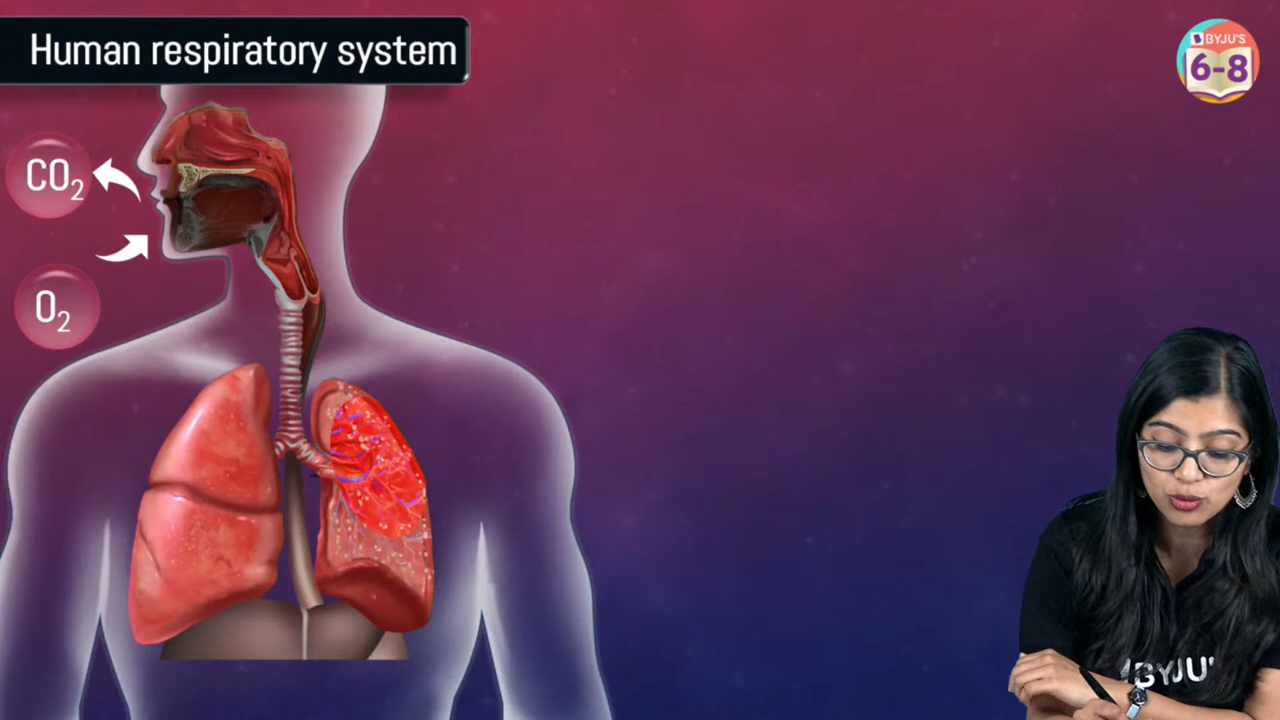 Human respiratory system
BYJU'S
6-8
CO₂
O₂
BYJU'